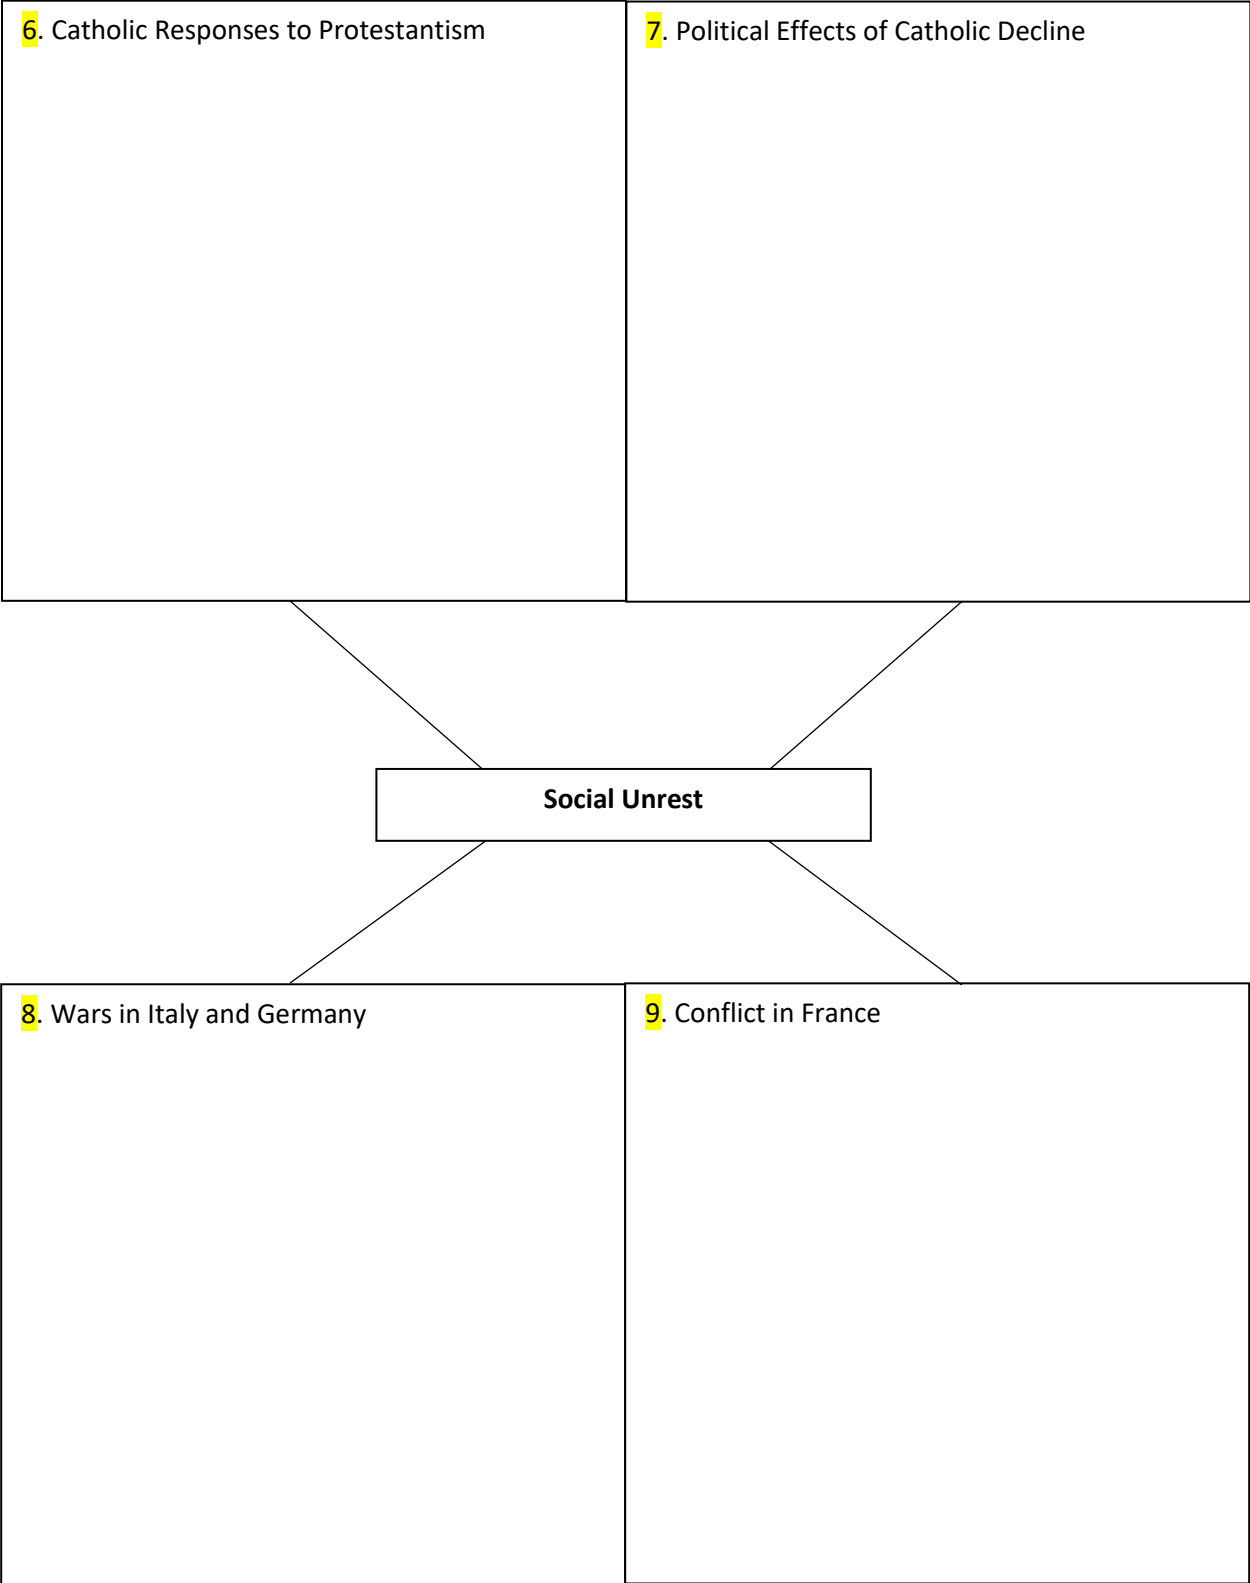 6. Catholic Responses to Protestantism
7. Political Effects of Catholic Decline
Social Unrest
8. Wars in Italy and Germany
9. Conflict in France